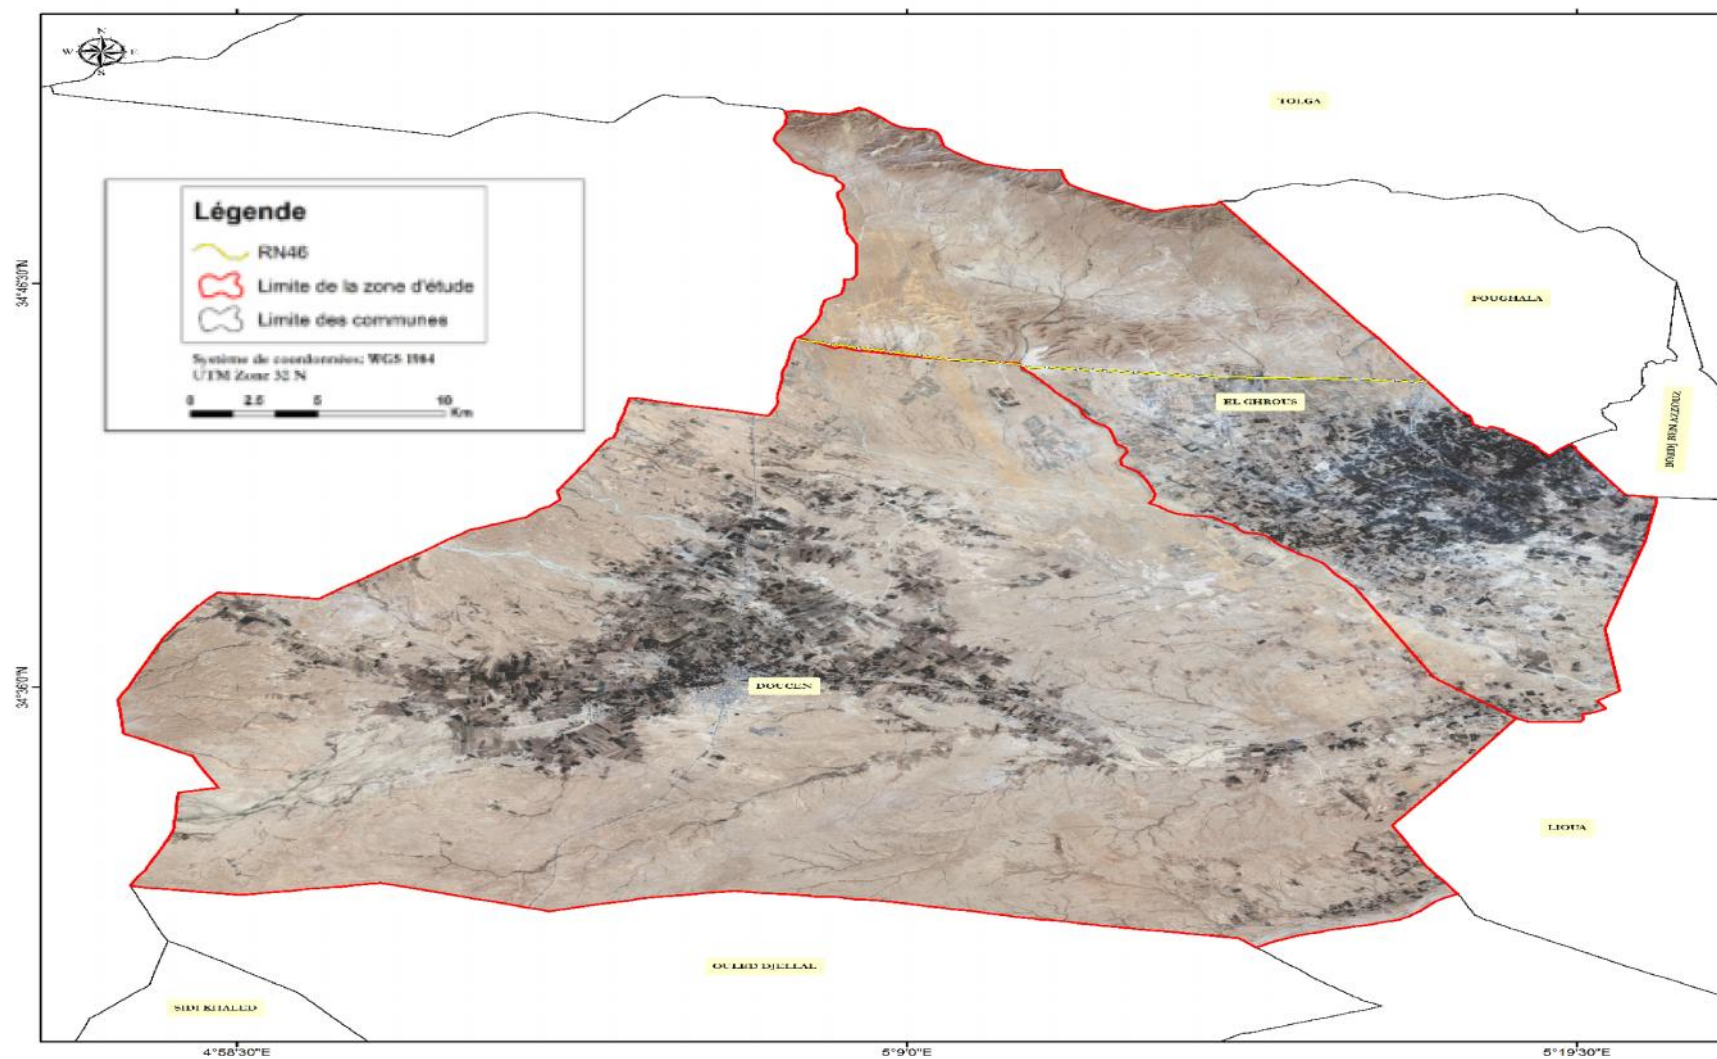 N
W E
S
TOLGA
Légende
RN46
Limite de la zone d'étude
Limite des communes
Système de coordonnées: WGS 1984
UTM Zone 32 N
0 2.5 5 10
Km
34°46'30"N
FOUGHALA
EL GHROUS
BORDJ BEN AZZOUZ
34°36'0"N
DOUCEN
LIOUA
OULED DJELLAL
SIDI KHALED
4°58'30"E
5°9'0"E
5°19'30"E